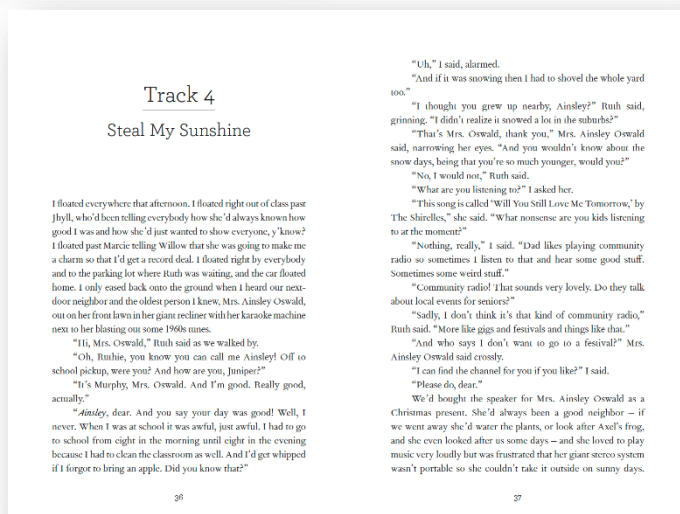 Track 4
Steal My Sunshine
I floated everywhere that afternoon. I floated right out of class past
Jhyll, who'd been telling everybody how she'd always known how
good I was and how she'd just wanted to show everyone, y'know?
I floated past Marcie telling Willow that she was going to make me
a charm so that I'd get a record deal. I floated right by everybody
and to the parking lot where Ruth was waiting, and the car floated
home. I only eased back onto the ground when I heard our next-
door neighbor and the oldest person I knew, Mrs. Ainsley Oswald,
out on her front lawn in her giant recliner with her karaoke machine
next to her blasting out some 1960s tunes.
"Hi, Mrs. Oswald," Ruth said as we walked by.
"Oh, Ruthie, you know you can call me Ainsley! Off to
school pickup, were you? And how are you, Juniper?"
"It's Murphy, Mrs. Oswald. And I'm good. Really good,
actually."
"Ainsley, dear. And you say your day was good! Well, I
never. When I was at school it was awful, just awful. I had to go
to school from eight in the morning until eight in the evening
because I had to clean the classroom as well. And I'd get whipped
if I forgot to bring an apple. Did you know that?"
36
"Uh," I said, alarmed.
"And if it was snowing then I had to shovel the whole yard
too."
"I thought you grew up nearby, Ainsley?" Ruth said,
grinning. "I didn't realize it snowed a lot in the suburbs?"
"That's Mrs. Oswald, thank you," Mrs. Ainsley Oswald
said, narrowing her eyes. "And you wouldn't know about the
snow days, being that you're so much younger, would you?"
"No, I would not," Ruth said.
"What are you listening to?" I asked her.
"This song is called 'Will You Still Love Me Tomorrow,' by
The Shirelles," she said. "What nonsense are you kids listening
to at the moment?"
"Nothing, really," I said. "Dad likes playing community
radio so sometimes I listen to that and hear some good stuff.
Sometimes some weird stuff."
"Community radio! That sounds very lovely. Do they talk
about local events for seniors?"
"Sadly, I don't think it's that kind of community radio,"
Ruth said. "More like gigs and festivals and things like that."
"And who says I don't want to go to a festival?" Mrs.
Ainsley Oswald said crossly.
"I can find the channel for you if you like?" I said.
"Please do, dear."
We'd bought the speaker for Mrs. Ainsley Oswald as a
Christmas present. She'd always been a good neighbor – if
we went away she'd water the plants, or look after Axel's frog,
and she even looked after us some days – and she loved to play
music very loudly but was frustrated that her giant stereo system
wasn't portable so she couldn't take it outside on sunny days.
37